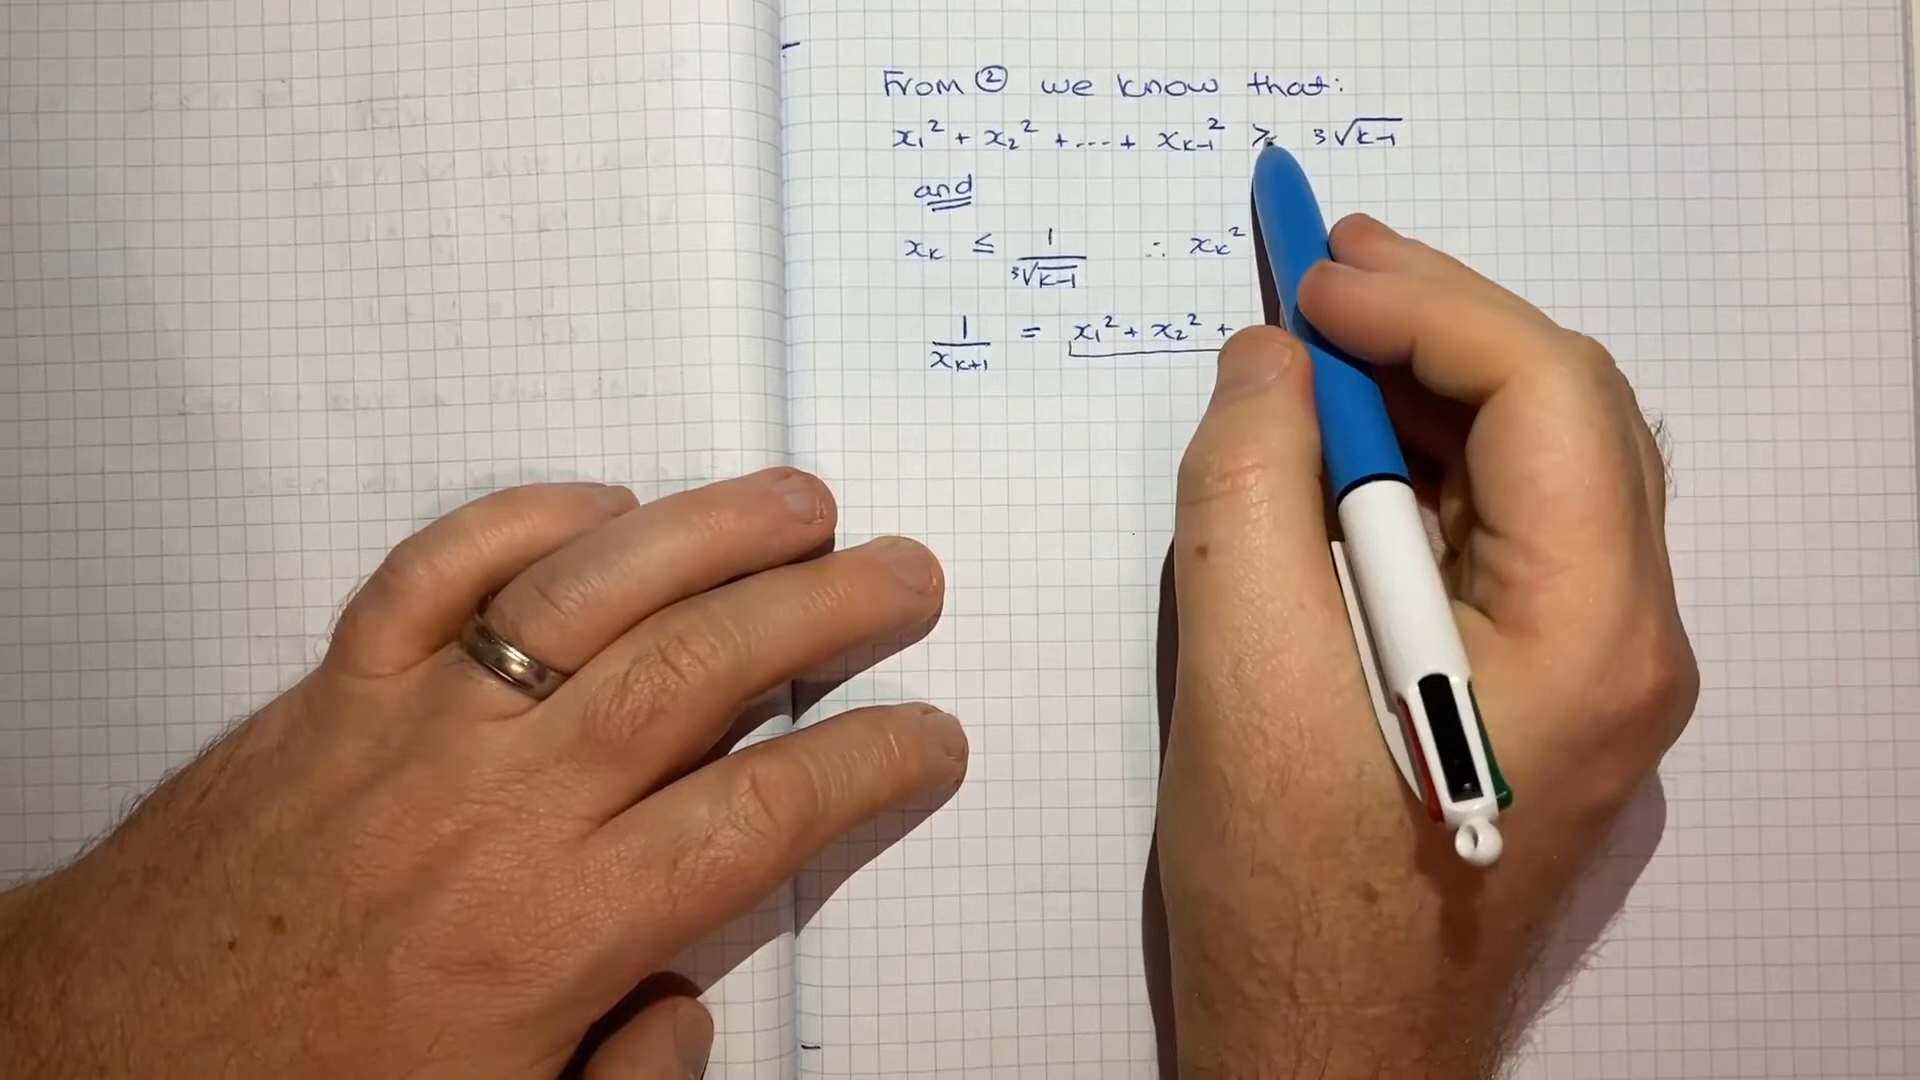 From ② we know that:
x₁² + x₂² + ... + xₖ₋₁² ≥ ³√k-1
and
xₖ ≤ 1/³√k-1 ∴ xₖ²
1/xₖ₊₁ = x₁² + x₂² +